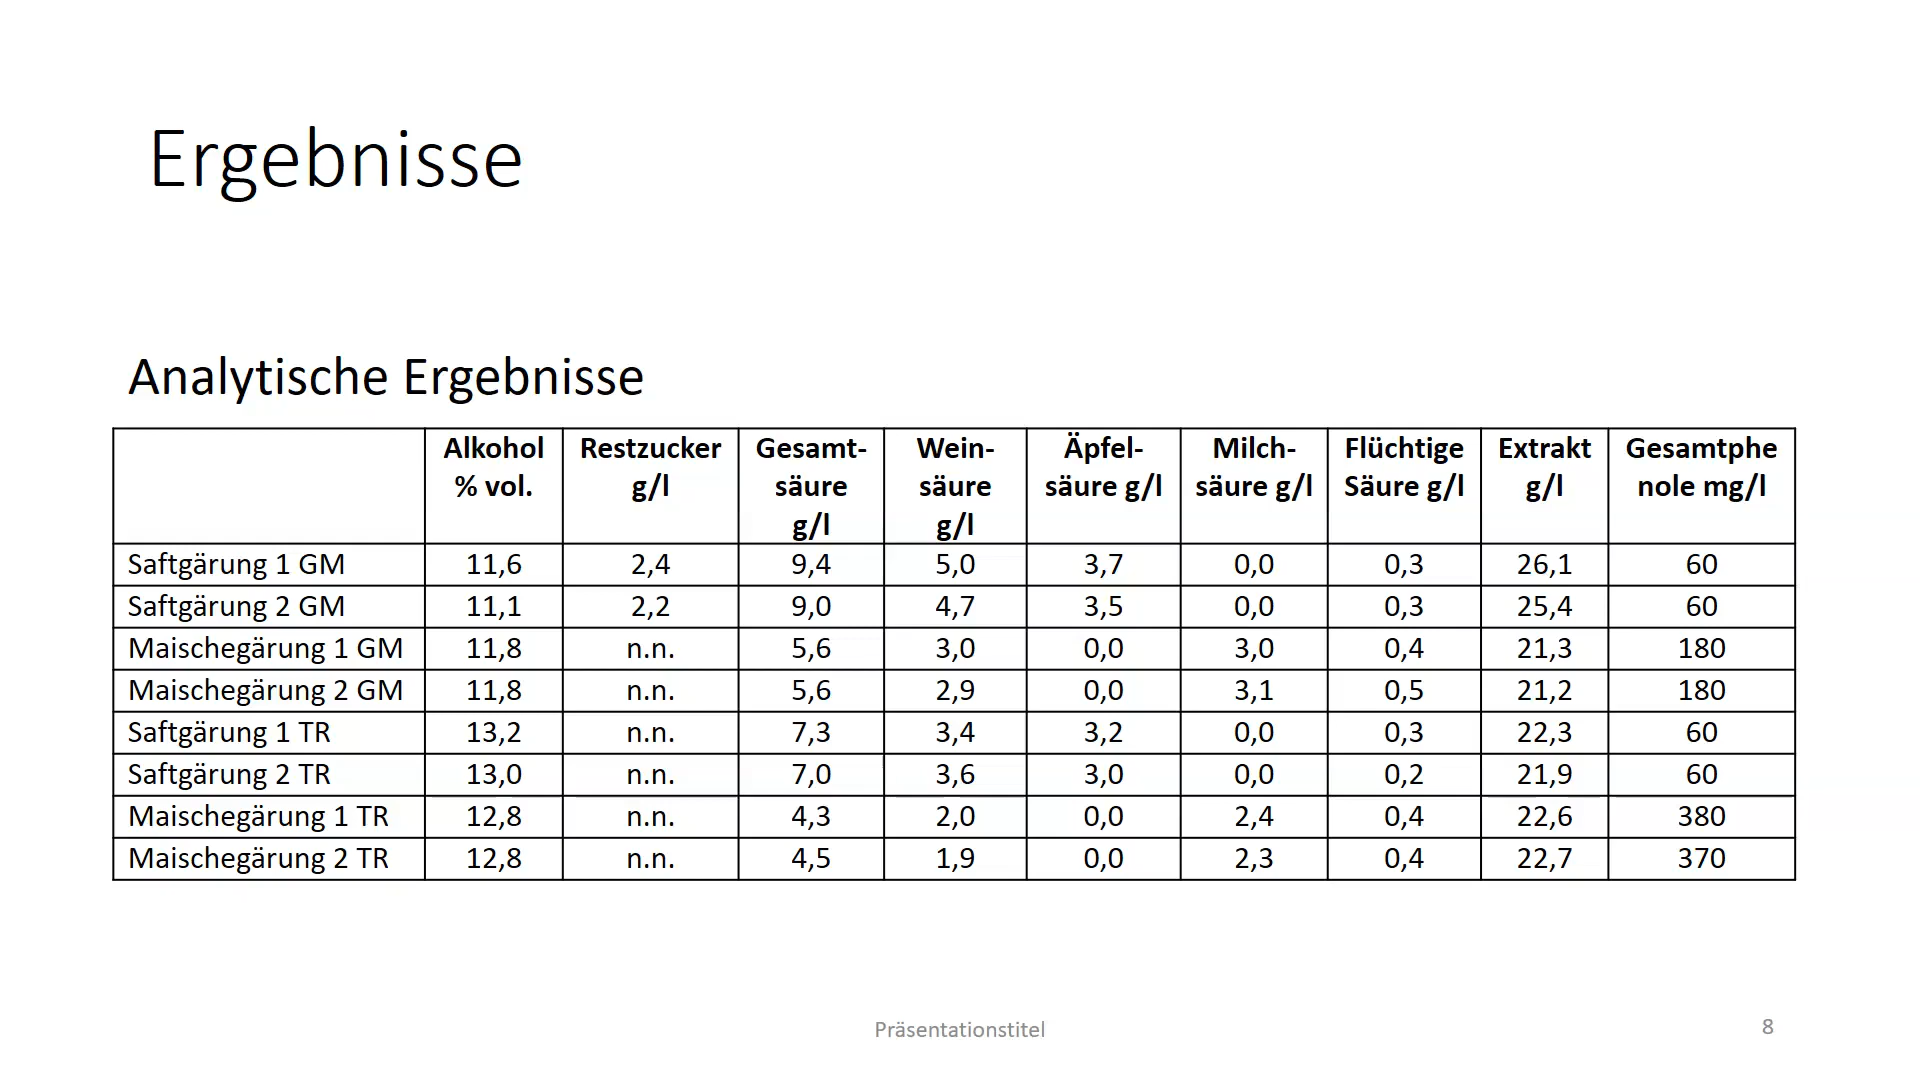 Ergebnisse
Analytische Ergebnisse
Alkohol % vol. Restzucker g/l Gesamt-säure g/l Wein-säure g/l Äpfel-säure g/l Milch-säure g/l Flüchtige Säure g/l Extrakt g/l Gesamtphe nole mg/l
Saftgärung 1 GM 11,6 2,4 9,4 5,0 3,7 0,0 0,3 26,1 60
Saftgärung 2 GM 11,1 2,2 9,0 4,7 3,5 0,0 0,3 25,4 60
Maischegärung 1 GM 11,8 n.n. 5,6 3,0 0,0 3,0 0,4 21,3 180
Maischegärung 2 GM 11,8 n.n. 5,6 2,9 0,0 3,1 0,5 21,2 180
Saftgärung 1 TR 13,2 n.n. 7,3 3,4 3,2 0,0 0,3 22,3 60
Saftgärung 2 TR 13,0 n.n. 7,0 3,6 3,0 0,0 0,2 21,9 60
Maischegärung 1 TR 12,8 n.n. 4,3 2,0 0,0 2,4 0,4 22,6 380
Maischegärung 2 TR 12,8 n.n. 4,5 1,9 0,0 2,3 0,4 22,7 370
Präsentationstitel 8